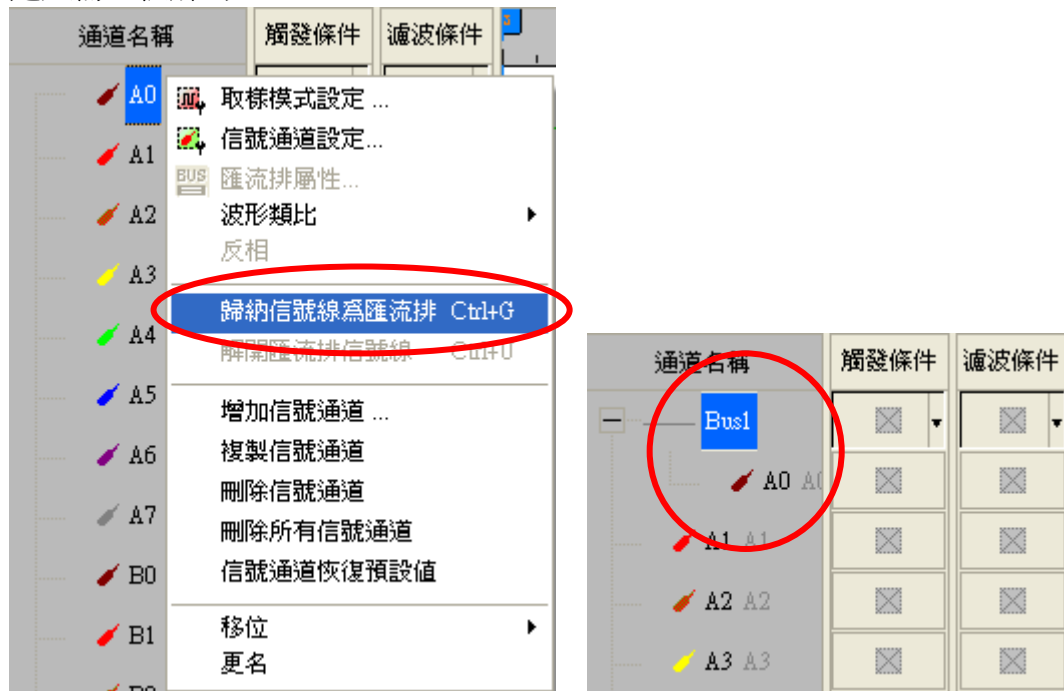 通道名稱 觸發條件 濾波條件
A0
A1
A2
A3
A4
A5
A6
A7
B0
B1
取樣模式設定 ...
信號通道設定...
BUS 匯流排屬性...
波形類比
反相
歸納信號線爲匯流排 Ctrl+G
解開匯流排信號線 Ctrl+U
增加信號通道 ...
複製信號通道
刪除信號通道
刪除所有信號通道
信號通道恢復預設值
移位
更名
通道名稱 觸發條件 濾波條件
Bus1
A0
A1 A1
A2 A2
A3 A3